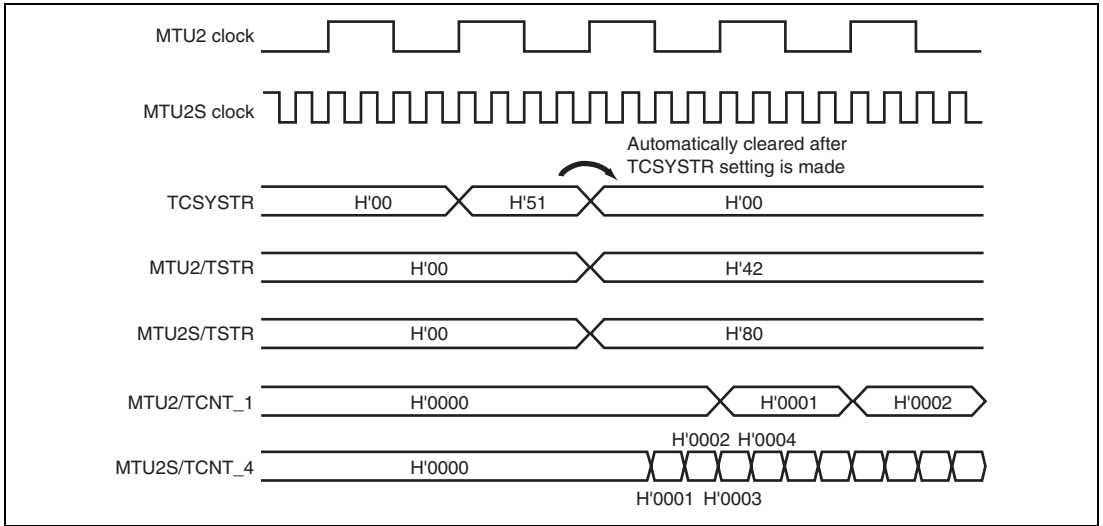 MTU2 clock
MTU2S clock
Automatically cleared after
TCSYSTR setting is made
TCSYSTR H'00 H'51 H'00
MTU2/TSTR H'00 H'42
MTU2S/TSTR H'00 H'80
MTU2/TCNT_1 H'0000 H'0001 H'0002
H'0002 H'0004
MTU2S/TCNT_4 H'0000
H'0001 H'0003